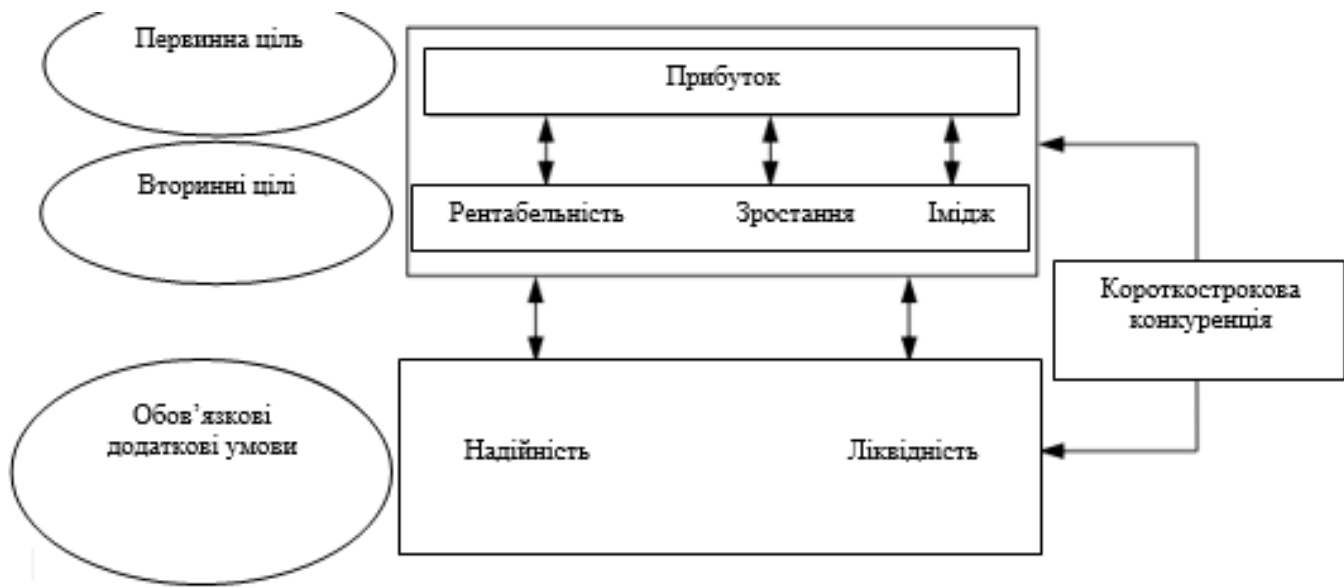 Первинна ціль
Прибуток
Вторинні цілі
Рентабельність Зростання Імідж
Короткострокова
конкуренція
Обов’язкові
додаткові умови
Надійність Ліквідність